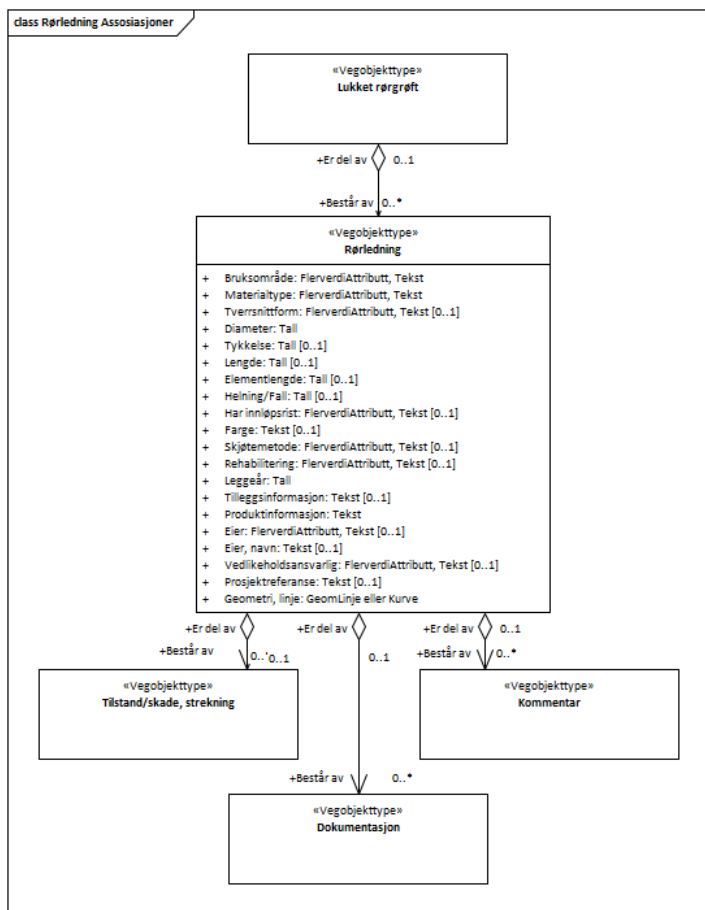 class Rørledning Assosiasjoner
«Vegobjekttype»
Lukket rørgrøft
+Er del av 0..1
+Består av 0..*
«Vegobjekttype»
Rørledning
+ Bruksområde: FlerverdiAttributt, Tekst
+ Materialtype: FlerverdiAttributt, Tekst
+ Tverrsnittform: FlerverdiAttributt, Tekst [0..1]
+ Diameter: Tall
+ Tykkelse: Tall [0..1]
+ Lengde: Tall [0..1]
+ Elementlengde: Tall [0..1]
+ Helning/Fall: Tall [0..1]
+ Har innløpsrist: FlerverdiAttributt, Tekst [0..1]
+ Farge: Tekst [0..1]
+ Skjøtemetode: FlerverdiAttributt, Tekst [0..1]
+ Rehabilitering: FlerverdiAttributt, Tekst [0..1]
+ Leggeår: Tall
+ Tilleggsinformasjon: Tekst [0..1]
+ Produktinformasjon: Tekst
+ Eier: FlerverdiAttributt, Tekst [0..1]
+ Eier, navn: Tekst [0..1]
+ Vedlikeholdsansvarlig: FlerverdiAttributt, Tekst [0..1]
+ Prosjektreferanse: Tekst [0..1]
+ Geometri, linje: GeomLinje eller Kurve
+Er del av +Er del av +Er del av 0..1
+Består av 0..1 0..1 +Består av 0..*
«Vegobjekttype»
Tilstand/skade, strekning
«Vegobjekttype»
Kommentar
+Består av 0..*
«Vegobjekttype»
Dokumentasjon